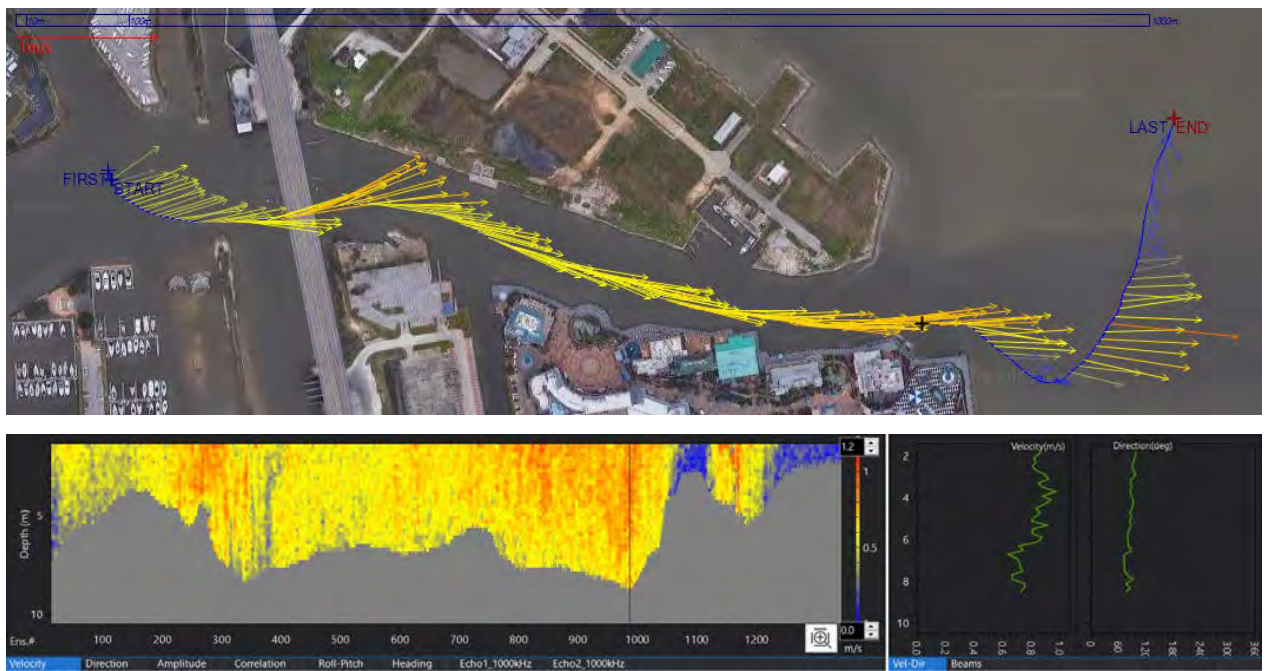 10m 100m 1000m
1m/s
LAST END
FIRST START
1.2 Velocity(m/s) Direction(deg)
1
2
4
5
Depth (m)
0.5
6
8
10
10
Ens.# 100 200 300 400 500 600 700 800 900 1000 1100 1200
0.0
m/s
0.0 0.2 0.4 0.6 0.8 1.0 0 60 120 180 240 300 360
Velocity Direction Amplitude Correlation Roll-Pitch Heading Echo1_1000kHz Echo2_1000kHz Vel-Dir Beams